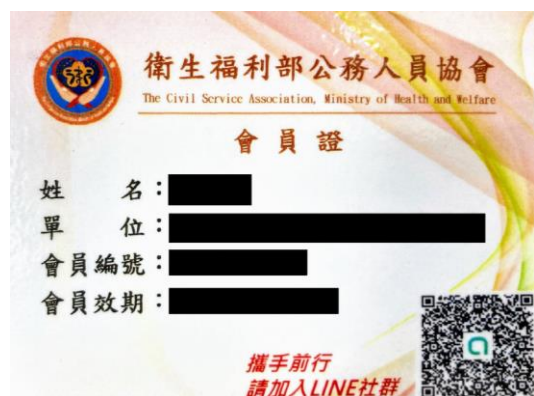 衛生福利部公務人員協會
The Civil Service Association, Ministry of Health and Welfare
會員證
姓 名：
單 位：
會員編號：
會員效期：
攜手前行
請加入LINE社群